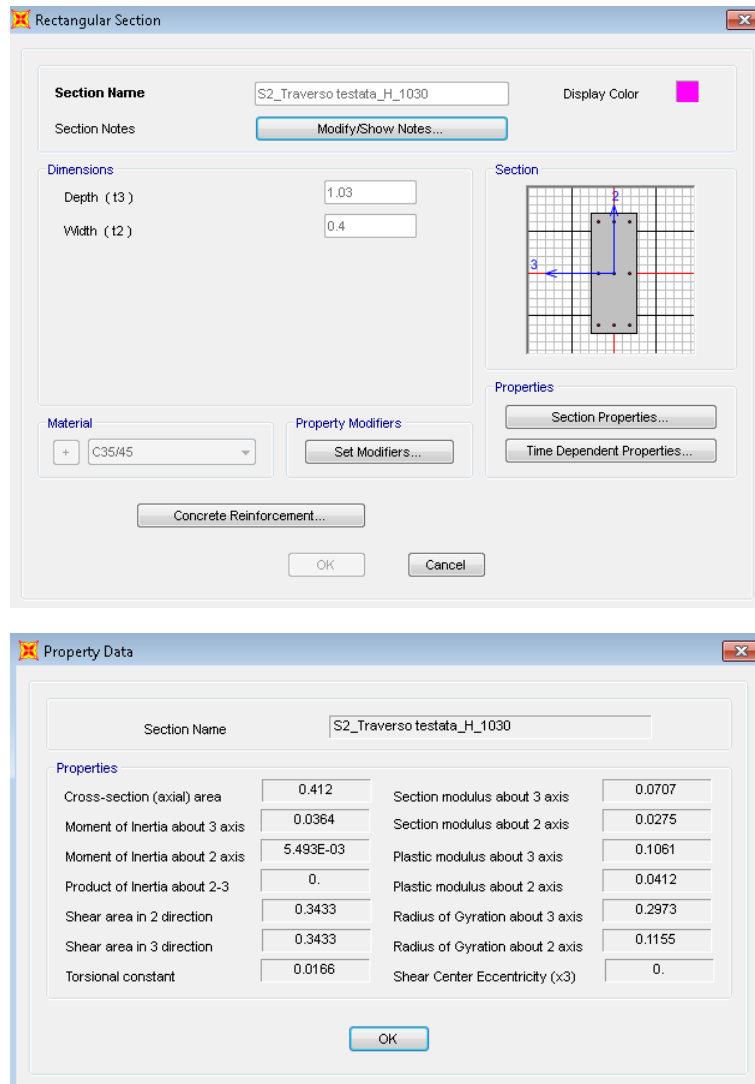 Rectangular Section
Section Name S2_Traverso testata_H_1030 Display Color
Section Notes Modify/Show Notes...
Dimensions
Depth ( t3 ) 1.03
Width ( t2 ) 0.4
Section
2
3
Properties
Section Properties...
Time Dependent Properties...
Material
+ C35/45
Property Modifiers
Set Modifiers...
Concrete Reinforcement...
OK Cancel
Property Data
Section Name S2_Traverso testata_H_1030
Properties
Cross-section (axial) area 0.412 Section modulus about 3 axis 0.0707
Moment of Inertia about 3 axis 0.0364 Section modulus about 2 axis 0.0275
Moment of Inertia about 2 axis 5.493E-03 Plastic modulus about 3 axis 0.1061
Product of Inertia about 2-3 0. Plastic modulus about 2 axis 0.0412
Shear area in 2 direction 0.3433 Radius of Gyration about 3 axis 0.2973
Shear area in 3 direction 0.3433 Radius of Gyration about 2 axis 0.1155
Torsional constant 0.0166 Shear Center Eccentricity (x3) 0.
OK